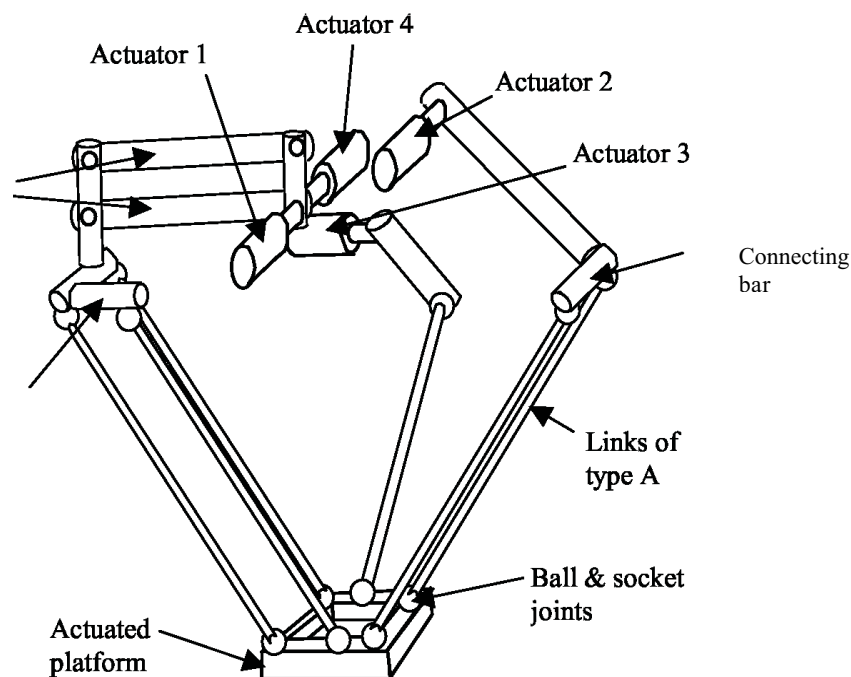 Actuator 4
Actuator 1
Actuator 2
Actuator 3
Connecting
bar
Links of
type A
Ball & socket
joints
Actuated
platform